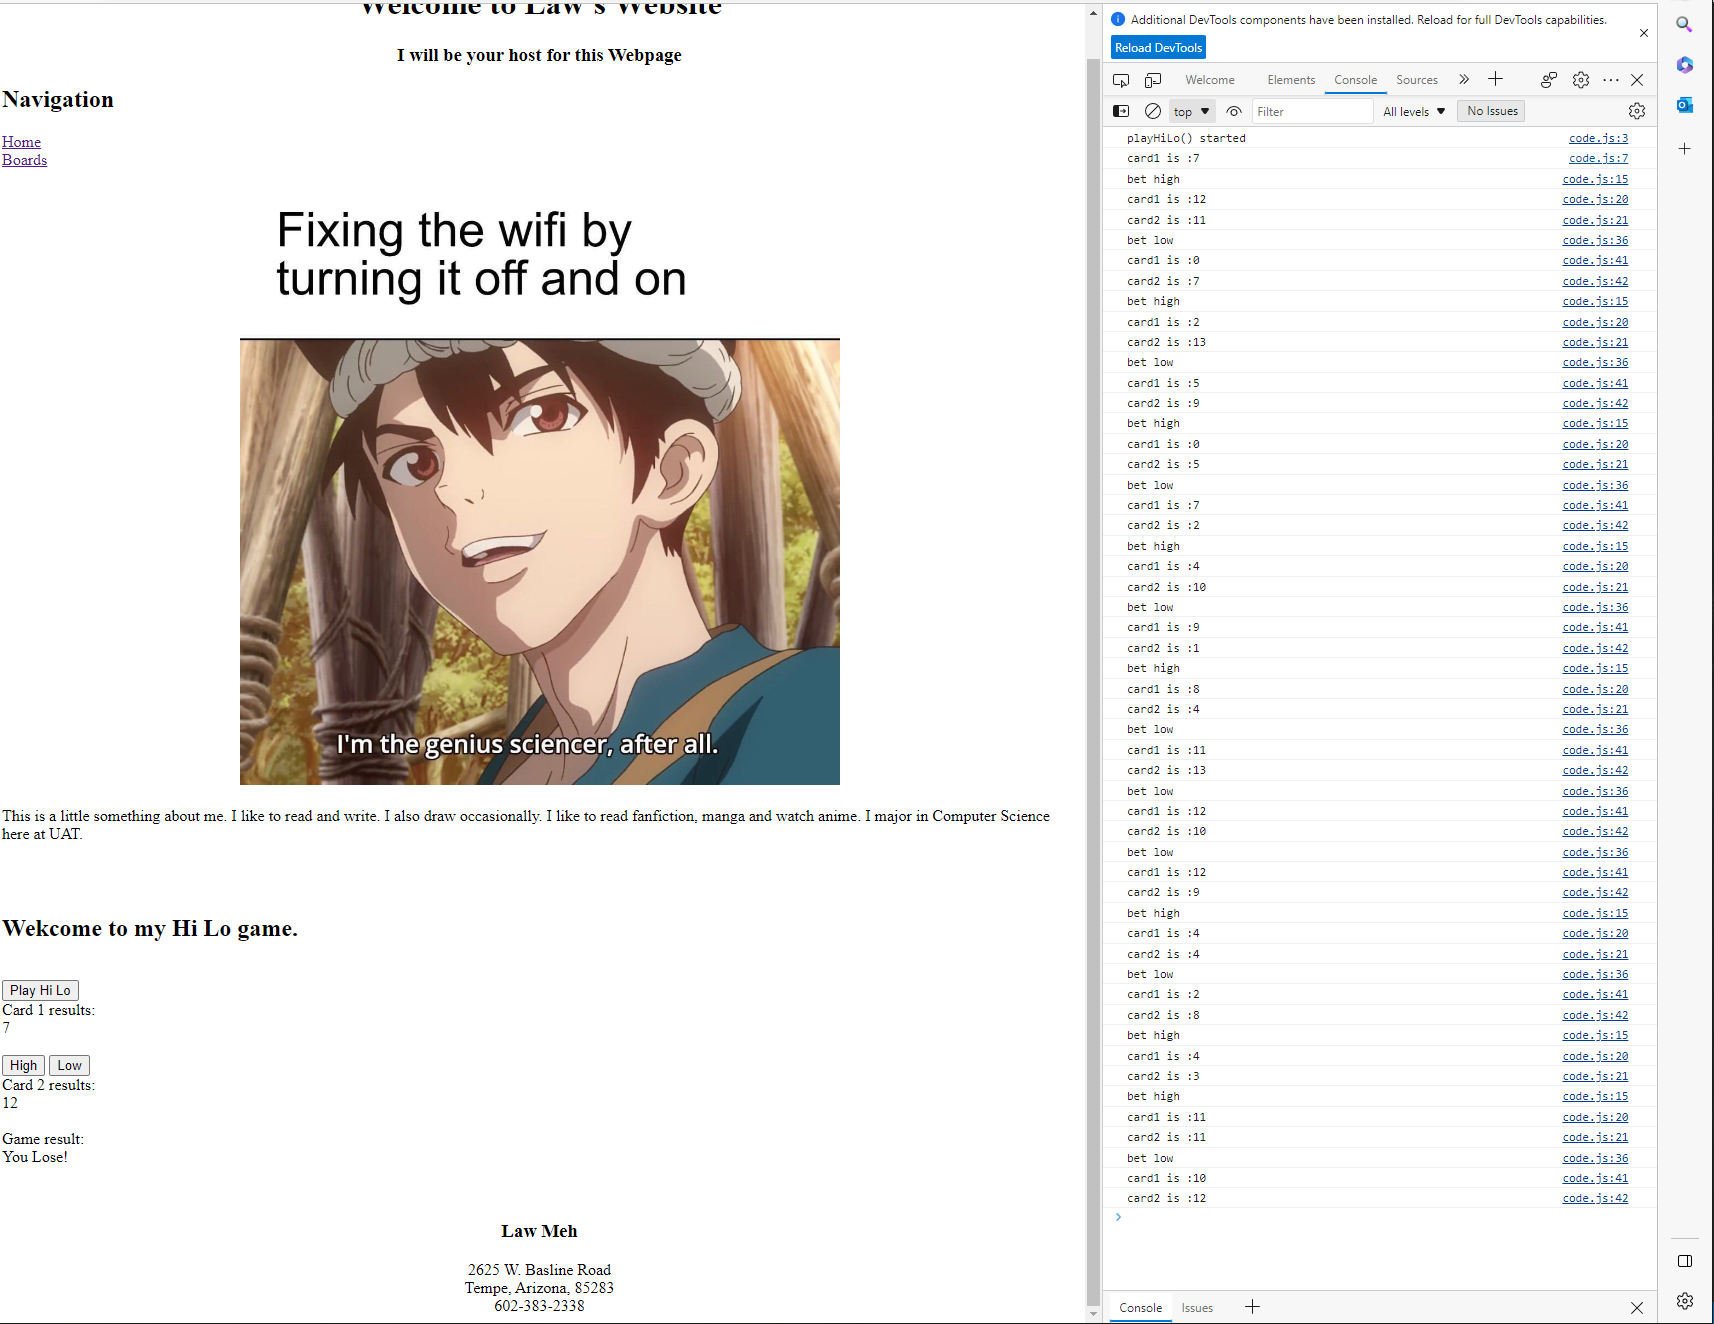 Welcome to Law's Website
I will be your host for this Webpage
Navigation
Home
Boards
Fixing the wifi by
turning it off and on
I'm the genius sciencer, after all.
This is a little something about me. I like to read and write. I also draw occasionally. I like to read fanfiction, manga and watch anime. I major in Computer Science
here at UAT.
Wekcome to my Hi Lo game.
Play Hi Lo
Card 1 results:
7
High Low
Card 2 results:
12
Game result:
You Lose!
Law Meh
2625 W. Basline Road
Tempe, Arizona, 85283
602-383-2338
Additional DevTools components have been installed. Reload for full DevTools capabilities.
Reload DevTools
Welcome Elements Console Sources
top Filter All levels No Issues
playHiLo() started code.js:3
card1 is :7 code.js:7
bet high code.js:15
card1 is :12 code.js:20
card2 is :11 code.js:21
bet low code.js:36
card1 is :0 code.js:41
card2 is :7 code.js:42
bet high code.js:15
card1 is :2 code.js:20
card2 is :13 code.js:21
bet low code.js:36
card1 is :5 code.js:41
card2 is :9 code.js:42
bet high code.js:15
card1 is :0 code.js:20
card2 is :5 code.js:21
bet low code.js:36
card1 is :7 code.js:41
card2 is :2 code.js:42
bet high code.js:15
card1 is :4 code.js:20
card2 is :10 code.js:21
bet low code.js:36
card1 is :9 code.js:41
card2 is :1 code.js:42
bet high code.js:15
card1 is :8 code.js:20
card2 is :4 code.js:21
bet low code.js:36
card1 is :11 code.js:41
card2 is :13 code.js:42
bet low code.js:36
card1 is :12 code.js:41
card2 is :10 code.js:42
bet low code.js:36
card1 is :12 code.js:41
card2 is :9 code.js:42
bet high code.js:15
card1 is :4 code.js:20
card2 is :4 code.js:21
bet low code.js:36
card1 is :2 code.js:41
card2 is :8 code.js:42
bet high code.js:15
card1 is :4 code.js:20
card2 is :3 code.js:21
bet high code.js:15
card1 is :11 code.js:20
card2 is :11 code.js:21
bet low code.js:36
card1 is :10 code.js:41
card2 is :12 code.js:42
Console Issues